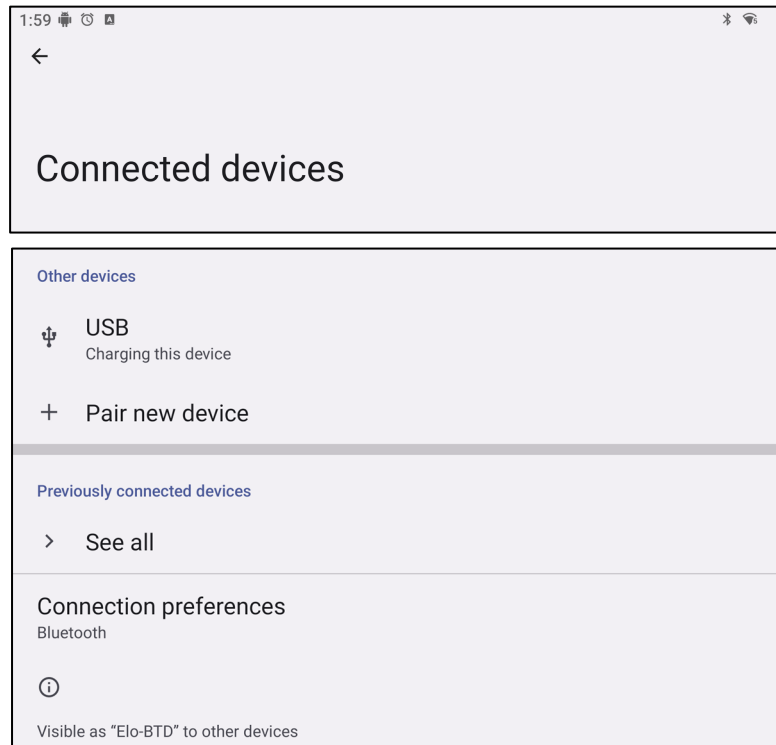 1:59
Connected devices
Other devices
USB
Charging this device
Pair new device
Previously connected devices
See all
Connection preferences
Bluetooth
Visible as “Elo-BTD” to other devices